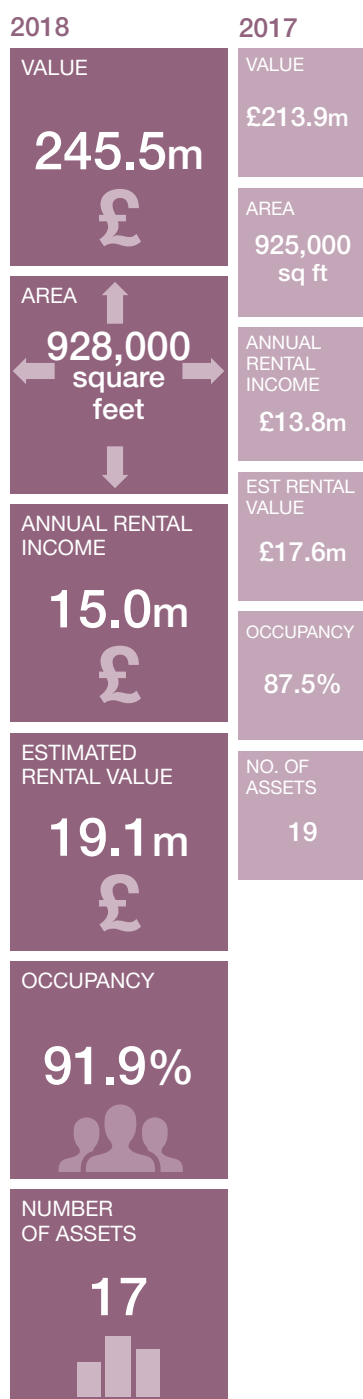 2018
VALUE
245.5m
£
AREA
928,000
square
feet
ANNUAL RENTAL
INCOME
15.0m
£
ESTIMATED
RENTAL VALUE
19.1m
£
OCCUPANCY
91.9%
NUMBER
OF ASSETS
17
2017
VALUE
£213.9m
AREA
925,000
sq ft
ANNUAL
RENTAL
INCOME
£13.8m
EST RENTAL
VALUE
£17.6m
OCCUPANCY
87.5%
NO. OF
ASSETS
19